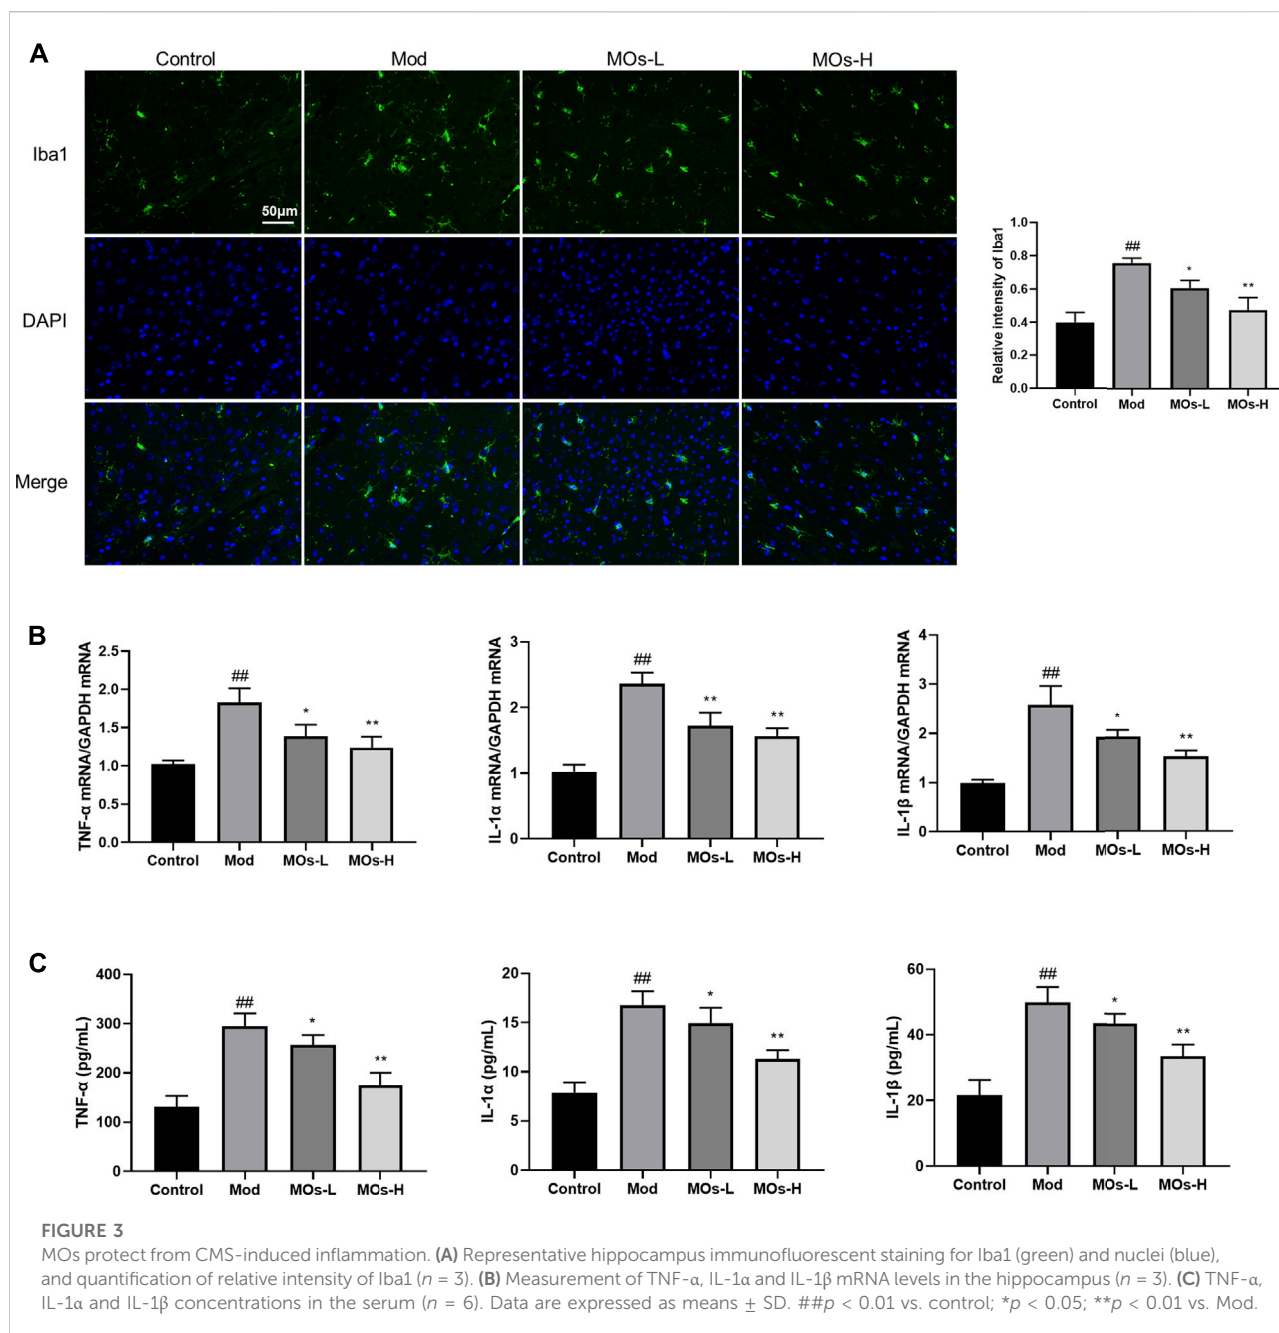 A
Control Mod MOs-L MOs-H
Iba1
50μm
DAPI
Merge
Relative intensity of Iba1
1.0
0.8
0.6
0.4
0.2
0.0
##
*
**
Control Mod MOs-L MOs-H
B
TNF-α mRNA/GAPDH mRNA
2.5
2.0
1.5
1.0
0.5
0.0
##
*
**
Control Mod MOs-L MOs-H
IL-1α mRNA/GAPDH mRNA
3
2
1
0
##
**
**
Control Mod MOs-L MOs-H
IL-1β mRNA/GAPDH mRNA
4
3
2
1
0
##
*
**
Control Mod MOs-L MOs-H
C
TNF-α (pg/mL)
400
300
200
100
0
##
*
**
Control Mod MOs-L MOs-H
IL-1α (pg/mL)
20
15
10
5
0
##
*
**
Control Mod MOs-L MOs-H
IL-1β (pg/mL)
60
40
20
0
##
*
**
Control Mod MOs-L MOs-H
FIGURE 3
MOs protect from CMS-induced inflammation. (A) Representative hippocampus immunofluorescent staining for Iba1 (green) and nuclei (blue),
and quantification of relative intensity of Iba1 (n = 3). (B) Measurement of TNF-α, IL-1α and IL-1β mRNA levels in the hippocampus (n = 3). (C) TNF-α,
IL-1α and IL-1β concentrations in the serum (n = 6). Data are expressed as means ± SD. ##p < 0.01 vs. control; *p < 0.05; **p < 0.01 vs. Mod.